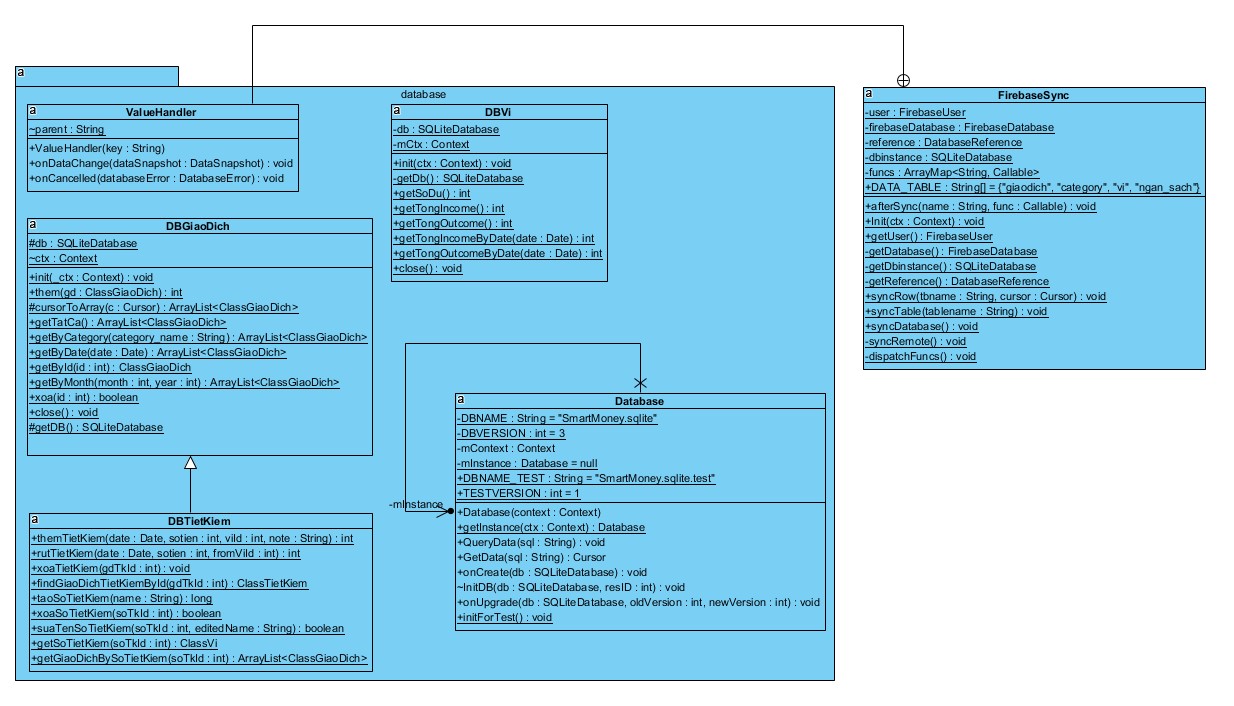 a
database
a
ValueHandler
~parent : String
+ValueHandler(key : String)
+onDataChange(dataSnapshot : DataSnapshot) : void
+onCancelled(databaseError : DatabaseError) : void
a
DBVi
-db : SQLiteDatabase
-mCtx : Context
+init(ctx : Context) : void
-getDb() : SQLiteDatabase
+getSoDu() : int
+getTongIncome() : int
+getTongOutcome() : int
+getTongIncomeByDate(date : Date) : int
+getTongOutcomeByDate(date : Date) : int
+close() : void
a
FirebaseSync
-user : FirebaseUser
-firebaseDatabase : FirebaseDatabase
-reference : DatabaseReference
-dbinstance : SQLiteDatabase
-funcs : ArrayMap<String, Callable>
+DATA_TABLE : String[] = {"giaodich", "category", "vi", "ngan_sach"}
+afterSync(name : String, func : Callable) : void
+Init(ctx : Context) : void
+getUser() : FirebaseUser
-getDatabase() : FirebaseDatabase
-getDbinstance() : SQLiteDatabase
-getReference() : DatabaseReference
+syncRow(tbname : String, cursor : Cursor) : void
+syncTable(tablename : String) : void
+syncDatabase() : void
-syncRemote() : void
-dispatchFuncs() : void
a
DBGiaoDich
#db : SQLiteDatabase
~ctx : Context
+init(_ctx : Context) : void
+them(gd : ClassGiaoDich) : int
#cursorToArray(c : Cursor) : ArrayList<ClassGiaoDich>
+getTatCa() : ArrayList<ClassGiaoDich>
+getByCategory(category_name : String) : ArrayList<ClassGiaoDich>
+getByDate(date : Date) : ArrayList<ClassGiaoDich>
+getById(id : int) : ClassGiaoDich
+getByMonth(month : int, year : int) : ArrayList<ClassGiaoDich>
+xoa(id : int) : boolean
+close() : void
#getDB() : SQLiteDatabase
a
Database
-DBNAME : String = "SmartMoney.sqlite"
-DBVERSION : int = 3
-mContext : Context
-mInstance : Database = null
+DBNAME_TEST : String = "SmartMoney.sqlite.test"
+TESTVERSION : int = 1
-mInstance
+Database(context : Context)
+getInstance(ctx : Context) : Database
+QueryData(sql : String) : void
+GetData(sql : String) : Cursor
+onCreate(db : SQLiteDatabase) : void
~InitDB(db : SQLiteDatabase, resID : int) : void
+onUpgrade(db : SQLiteDatabase, oldVersion : int, newVersion : int) : void
+initForTest() : void
a
DBTietKiem
+themTietKiem(date : Date, sotien : int, viId : int, note : String) : int
+rutTietKiem(date : Date, sotien : int, fromViId : int) : int
+xoaTietKiem(gdTkId : int) : void
+findGiaoDichTietKiemById(gdTkId : int) : ClassTietKiem
+taoSoTietKiem(name : String) : long
+xoaSoTietKiem(soTkId : int) : boolean
+suaTenSoTietKiem(soTkId : int, editedName : String) : boolean
+getSoTietKiem(soTkId : int) : ClassVi
+getGiaoDichBySoTietKiem(soTkId : int) : ArrayList<ClassGiaoDich>